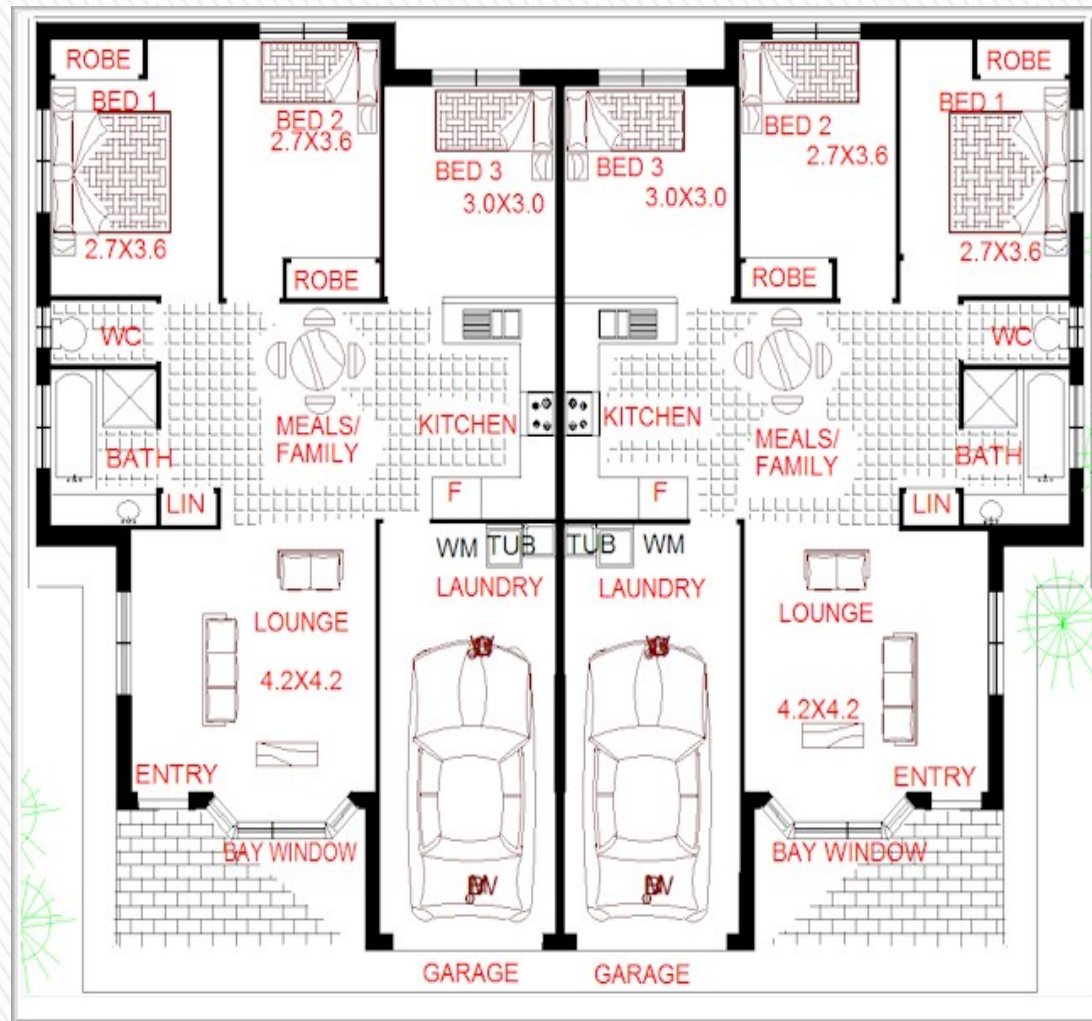 ROBE
ROBE
BED 1
BED 2
2.7X3.6
BED 3
3.0X3.0
BED 3
3.0X3.0
BED 2
2.7X3.6
BED 1
2.7X3.6
ROBE
ROBE
2.7X3.6
WC
WC
MEALS/
FAMILY
KITCHEN
KITCHEN
MEALS/
FAMILY
BATH
BATH
LIN
F
F
LIN
WM
TUB
TUB
WM
LAUNDRY
LAUNDRY
LOUNGE
4.2X4.2
LOUNGE
4.2X4.2
ENTRY
ENTRY
BAY WINDOW
BAY WINDOW
GARAGE
GARAGE